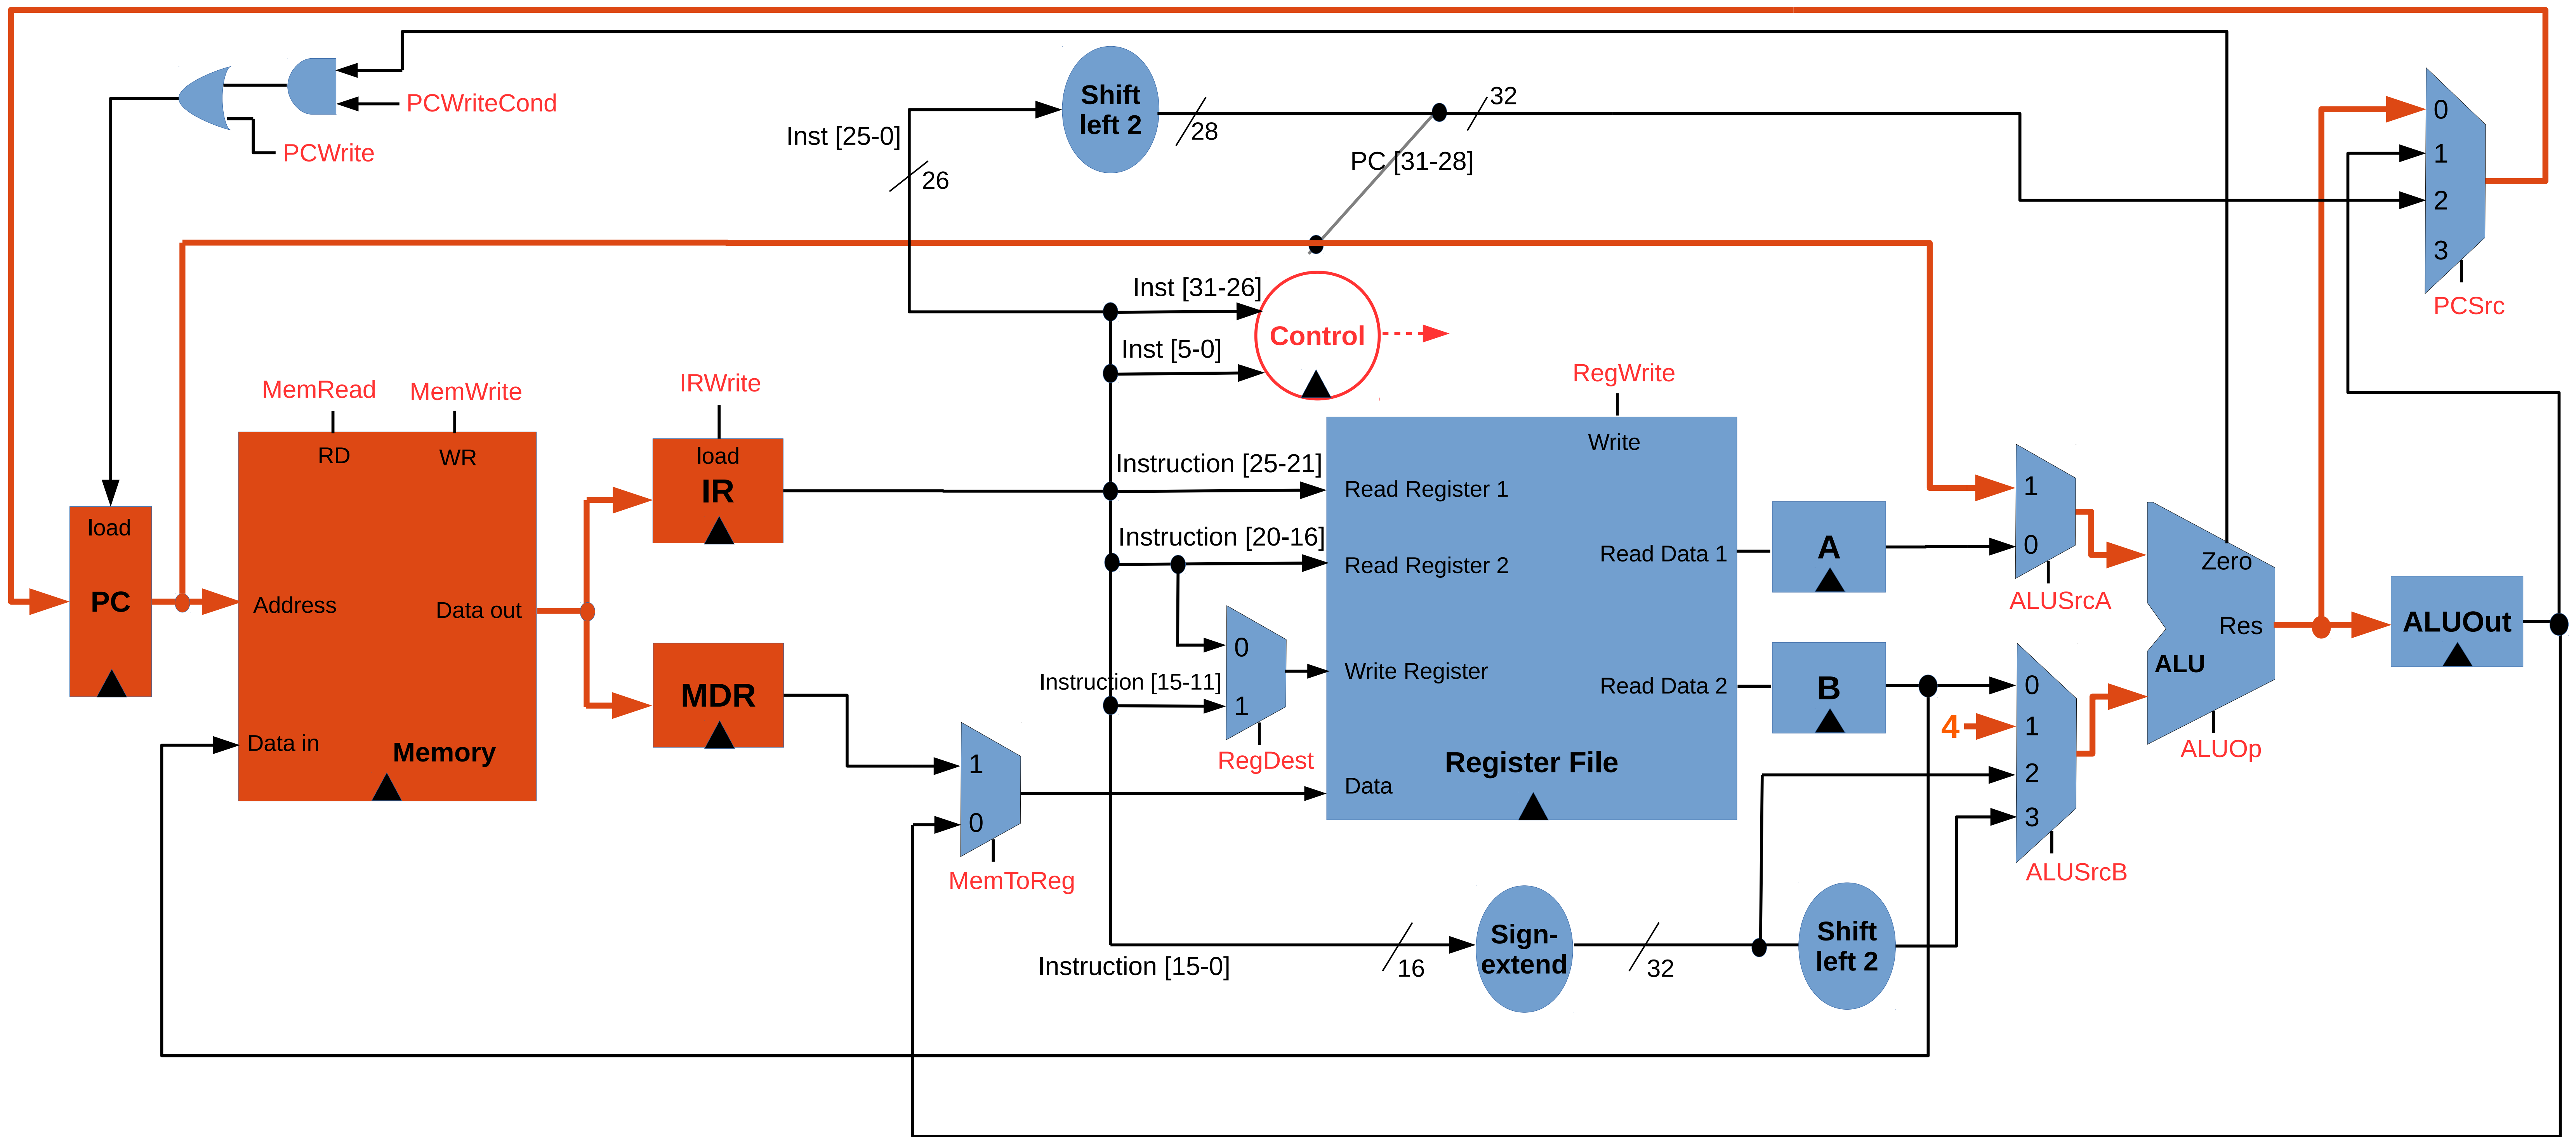 PCWriteCond
PCWrite
Inst [25-0]
26
Shift
left 2
28
32
PC [31-28]
0
1
2
3
PCSrc
Inst [31-26]
Inst [5-0]
Control
MemRead
MemWrite
RD
WR
Address
Data out
Data in
Memory
load
PC
IRWrite
load
IR
MDR
Instruction [25-21]
Instruction [20-16]
Instruction [15-11]
0
1
RegDest
1
0
MemToReg
RegWrite
Write
Read Register 1
Read Register 2
Read Data 1
Write Register
Read Data 2
Register File
Data
A
B
1
0
ALUSrcA
4
0
1
2
3
ALUSrcB
Zero
Res
ALU
ALUOp
ALUOut
Instruction [15-0]
16
Sign-
extend
32
Shift
left 2